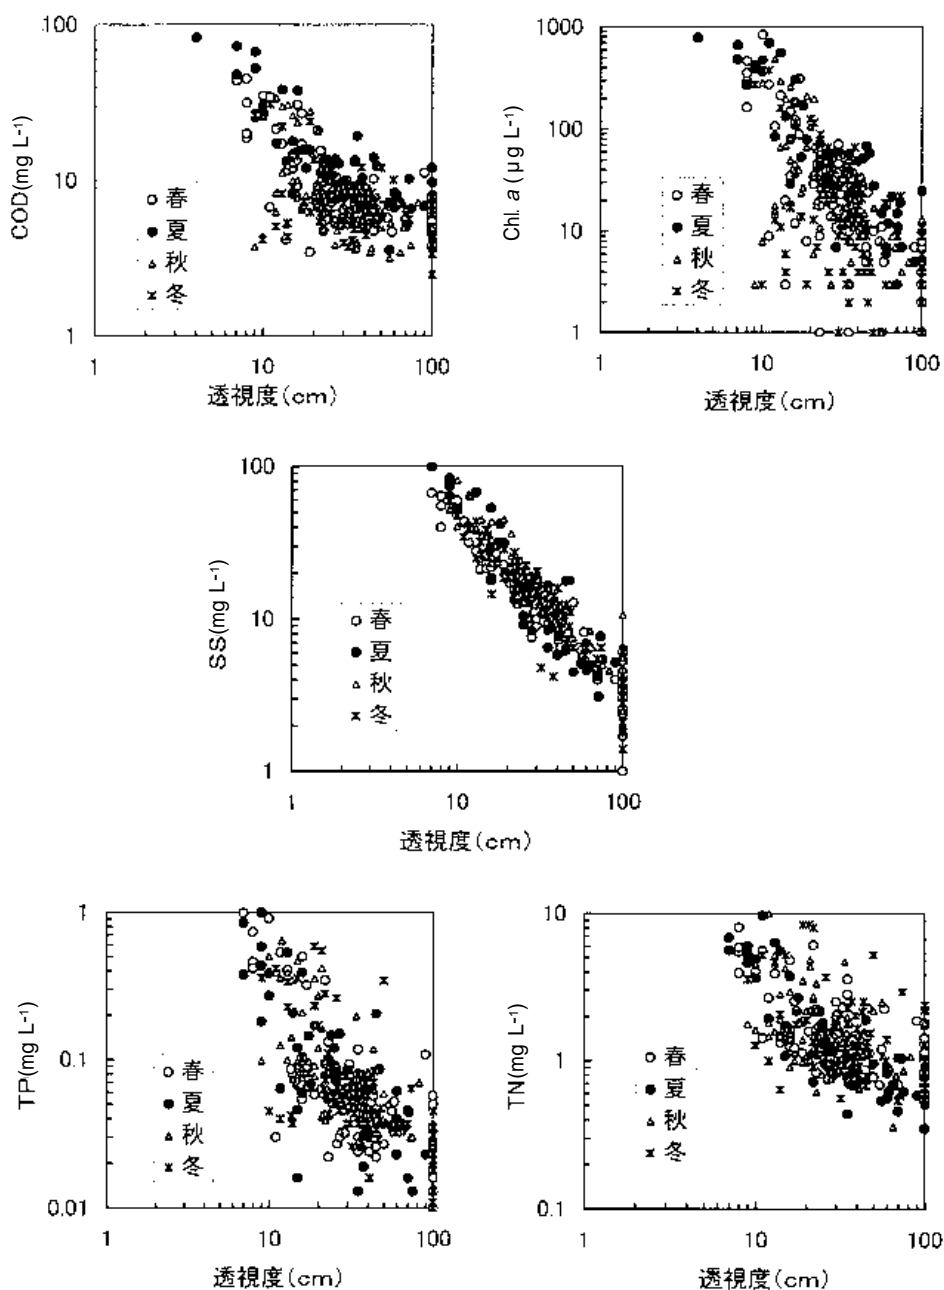 100
10
1
COD(mg L-1)
春
夏
秋
冬
1 10 100
透視度(cm)
1000
100
10
1
Chl. a (μg L-1)
春
夏
秋
冬
1 10 100
透視度(cm)
100
10
1
SS(mg L-1)
春
夏
秋
冬
1 10 100
透視度(cm)
1
0.1
0.01
TP(mg L-1)
春
夏
秋
冬
1 10 100
透視度(cm)
10
1
0.1
TN(mg L-1)
春
夏
秋
冬
1 10 100
透視度(cm)